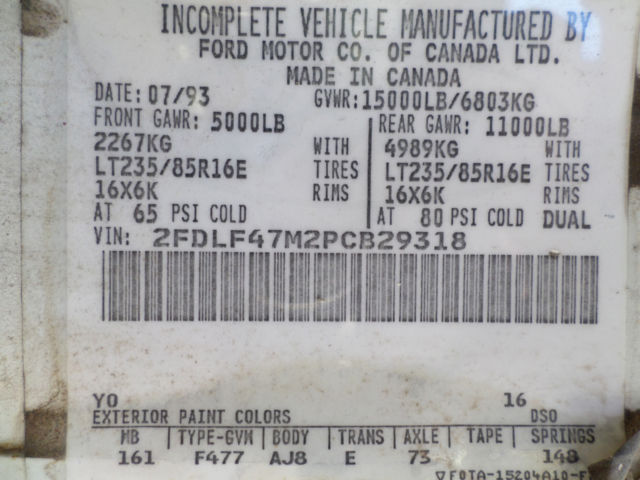 INCOMPLETE VEHICLE MANUFACTURED BY
FORD MOTOR CO. OF CANADA LTD.
MADE IN CANADA
DATE: 07/93 GVWR: 15000LB/6803KG
FRONT GAWR: 5000LB REAR GAWR: 11000LB
2267KG WITH 4989KG WITH
LT235/85R16E TIRES LT235/85R16E TIRES
16X6K RIMS 16X6K RIMS
AT 65 PSI COLD AT 80 PSI COLD DUAL
VIN: 2FDLF47M2PCB29318
YO 16
EXTERIOR PAINT COLORS DSO
WB TYPE-GVW BODY TRANS AXLE TAPE SPRINGS
161 F477 AJ8 E 73 148